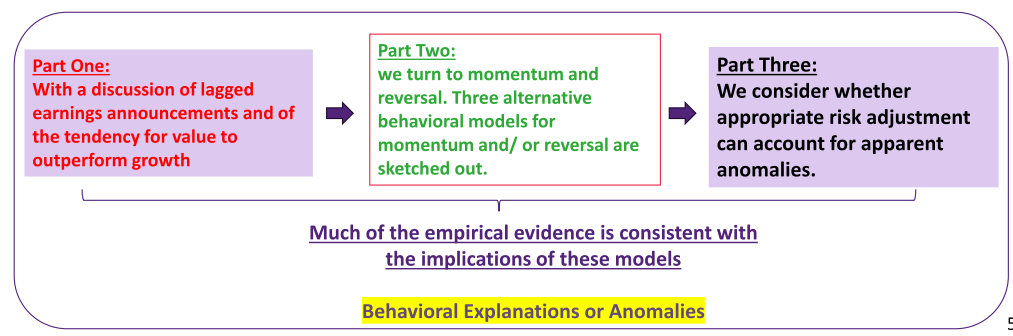 Part One:
With a discussion of lagged
earnings announcements and of
the tendency for value to
outperform growth
Part Two:
we turn to momentum and
reversal. Three alternative
behavioral models for
momentum and/ or reversal are
sketched out.
Part Three:
We consider whether
appropriate risk adjustment
can account for apparent
anomalies.
Much of the empirical evidence is consistent with
the implications of these models
Behavioral Explanations or Anomalies
5